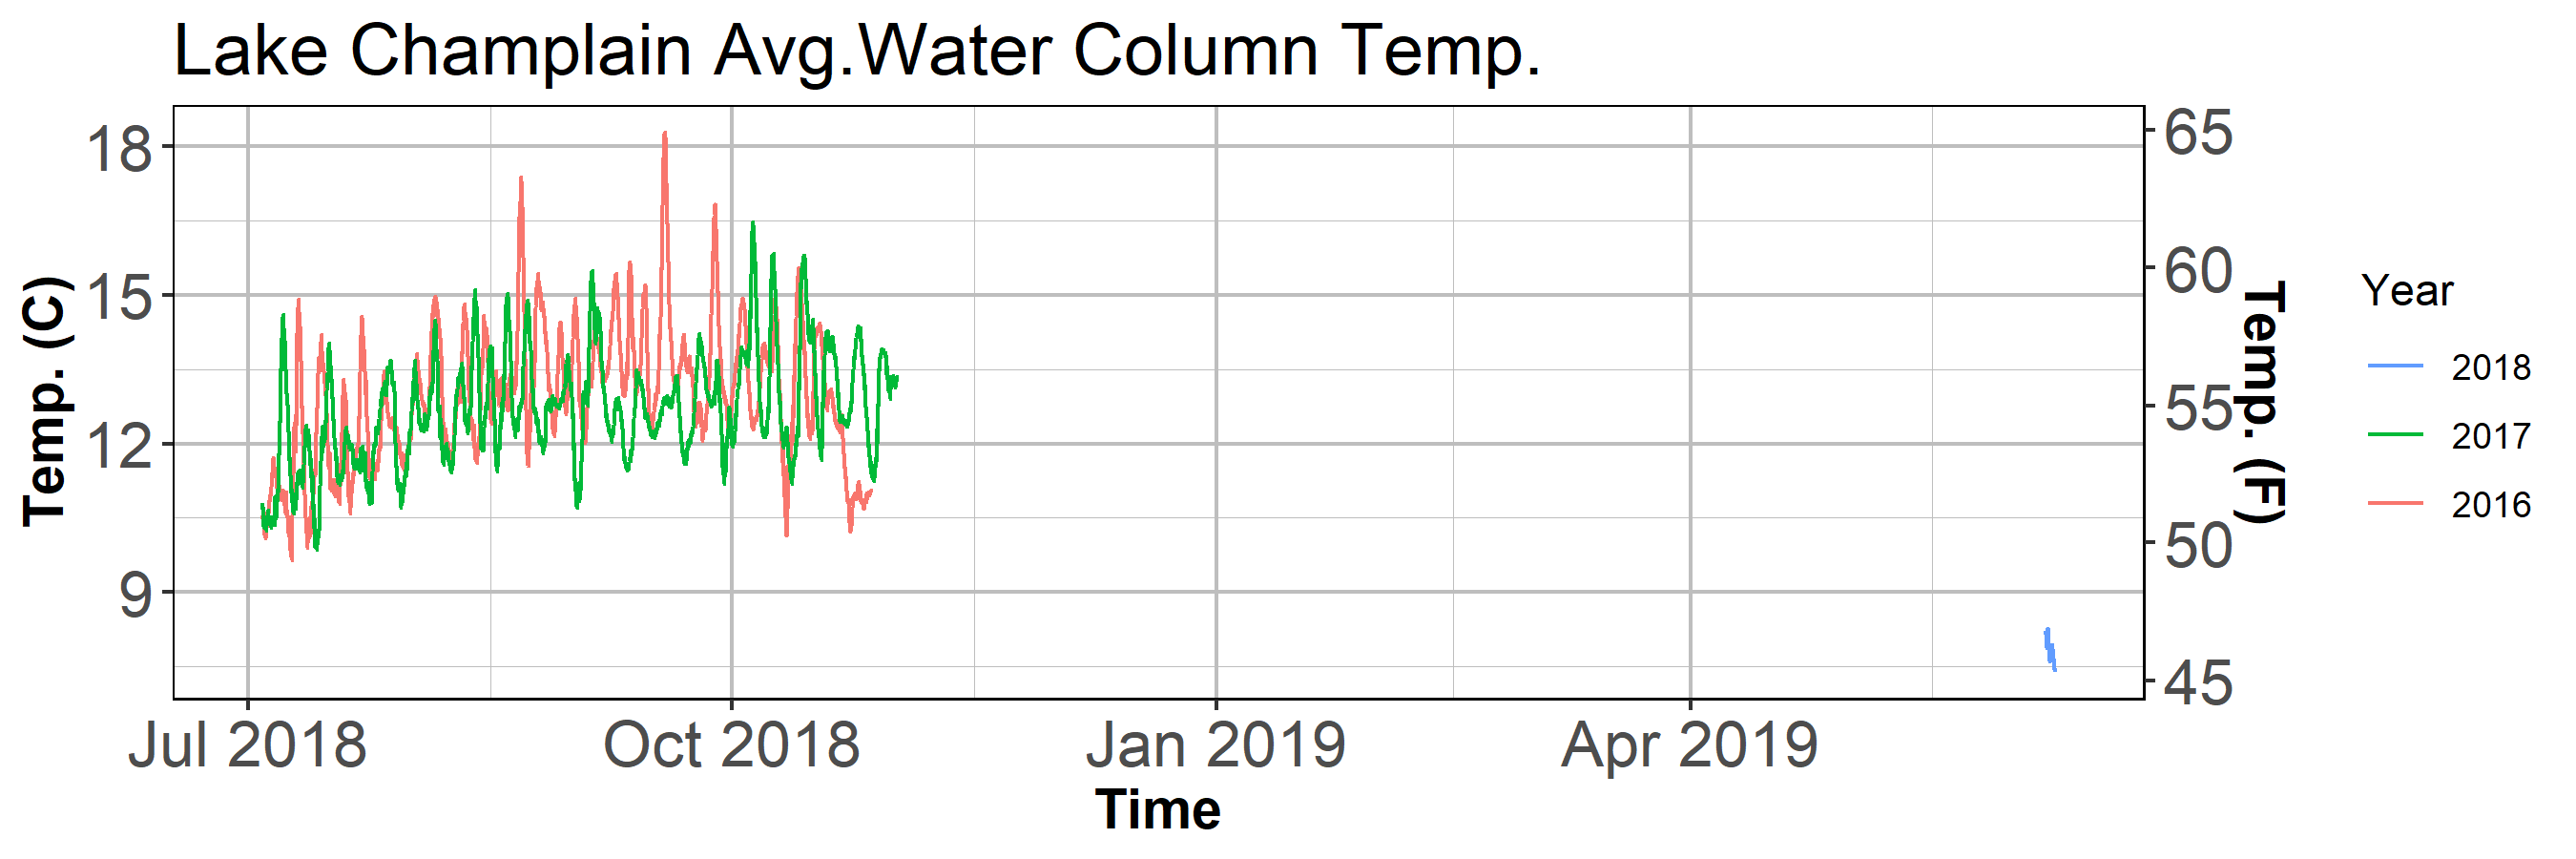 Lake Champlain Avg.Water Column Temp.
Temp. (C)
18
15
12
9
65
60
55
50
45
Temp. (F)
Jul 2018
Oct 2018
Jan 2019
Apr 2019
Time
Year
2018
2017
2016